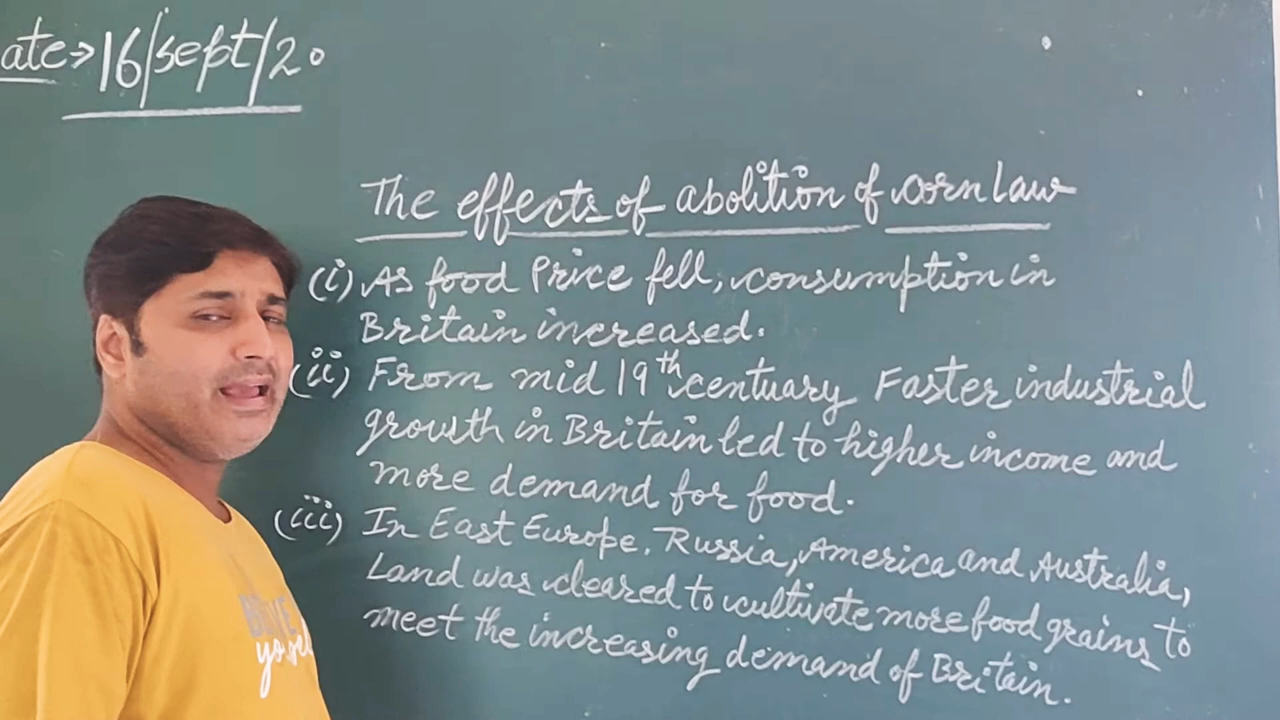 ate⇒16/sept/20
The effects of abolition of corn Law
(i) As food Price fell, consumption in
Britain increased.
(ii) From mid 19th centuary Faster industrial
growth in Britain led to higher income and
more demand for food.
(iii) In East Europe, Russia, America and Australia,
Land was cleared to cultivate more food grains to
meet the increasing demand of Britain.